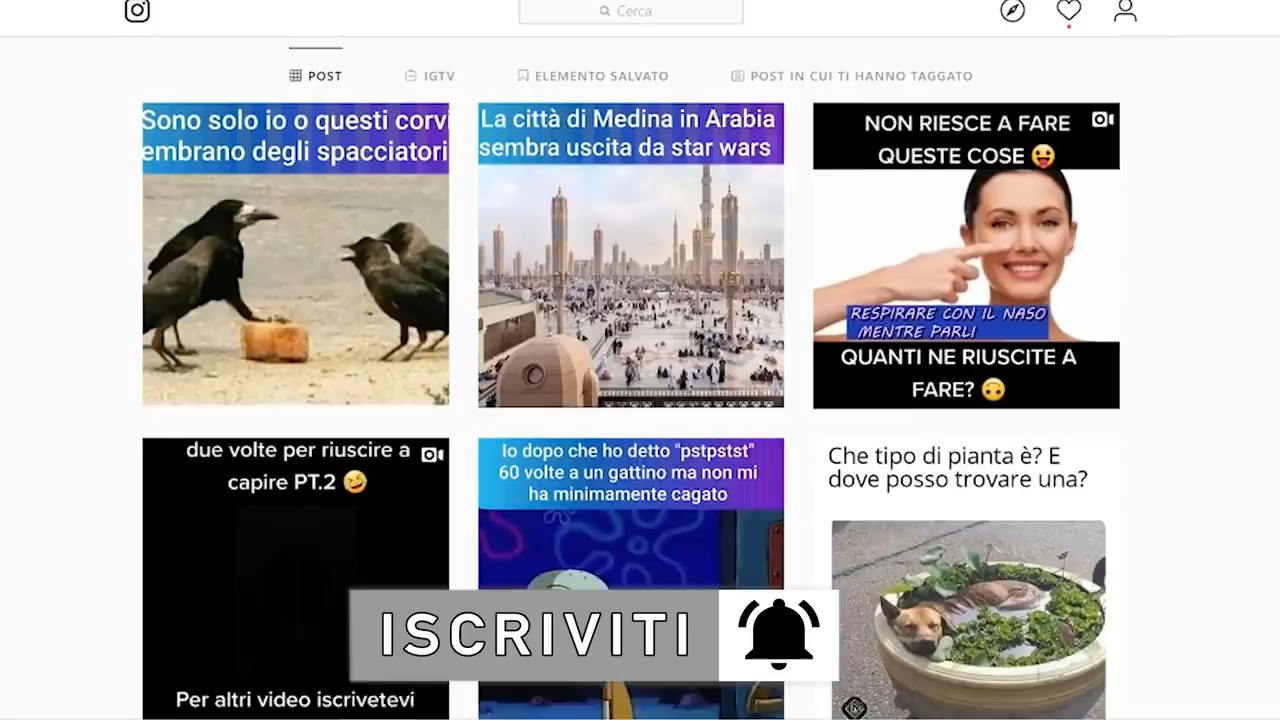 Cerca
POST
IGTV
ELEMENTO SALVATO
POST IN CUI TI HANNO TAGGATO
Sono solo io o questi corvi
embrano degli spacciatori
La città di Medina in Arabia
sembra uscita da star wars
NON RIESCE A FARE
QUESTE COSE 😛
RESPIRARE CON IL NASO
MENTRE PARLI
QUANTI NE RIUSCITE A
FARE? 🙃
due volte per riuscire a
capire PT.2 🤣
Per altri video iscrivetevi
Io dopo che ho detto "pstpstst"
60 volte a un gattino ma non mi
ha minimamente cagato
Che tipo di pianta è? E
dove posso trovare una?
ISCRIVITI